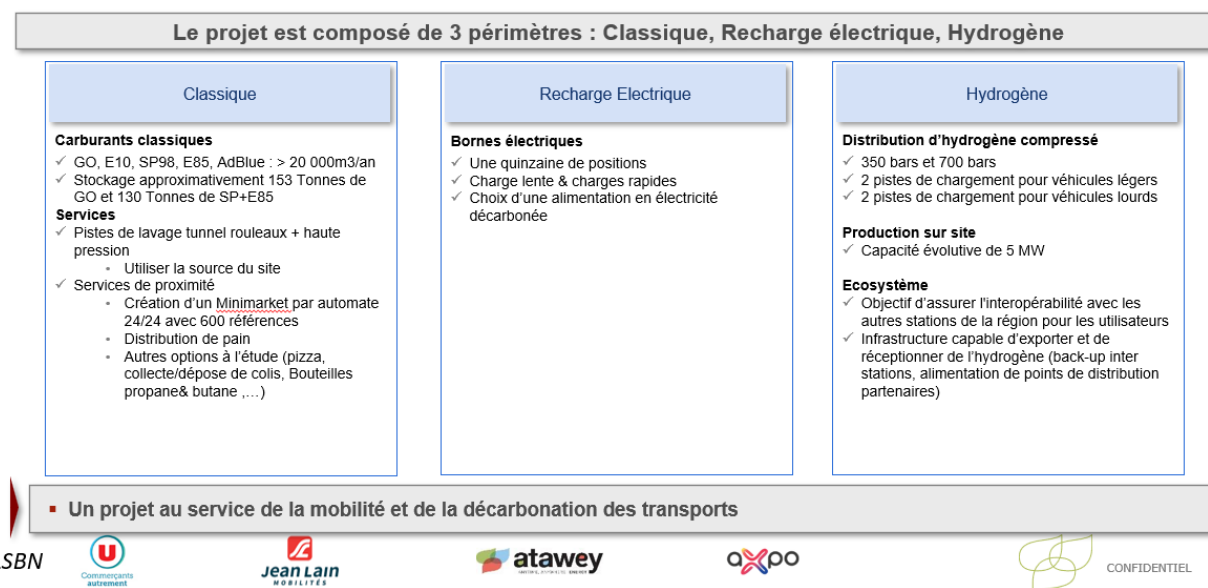 Le projet est composé de 3 périmètres : Classique, Recharge électrique, Hydrogène
Classique
Carburants classiques
✓ GO, E10, SP98, E85, AdBlue : > 20 000m3/an
✓ Stockage approximativement 153 Tonnes de
GO et 130 Tonnes de SP+E85
Services
✓ Pistes de lavage tunnel rouleaux + haute
pression
▪ Utiliser la source du site
✓ Services de proximité
▪ Création d'un Minimarket par automate
24/24 avec 600 références
▪ Distribution de pain
▪ Autres options à l'étude (pizza,
collecte/dépose de colis, Bouteilles
propane& butane ,…)
Recharge Electrique
Bornes électriques
✓ Une quinzaine de positions
✓ Charge lente & charges rapides
✓ Choix d'une alimentation en électricité
décarbonée
Hydrogène
Distribution d'hydrogène compressé
✓ 350 bars et 700 bars
✓ 2 pistes de chargement pour véhicules légers
✓ 2 pistes de chargement pour véhicules lourds
Production sur site
✓ Capacité évolutive de 5 MW
Ecosystème
✓ Objectif d'assurer l'interopérabilité avec les
autres stations de la région pour les utilisateurs
✓ Infrastructure capable d'exporter et de
réceptionner de l'hydrogène (back-up inter
stations, alimentation de points de distribution
partenaires)
▪ Un projet au service de la mobilité et de la décarbonation des transports
SBN
U
Commerçants
autrement
Jean Lain
MOBILITÉS
atawey
axpo
CONFIDENTIEL